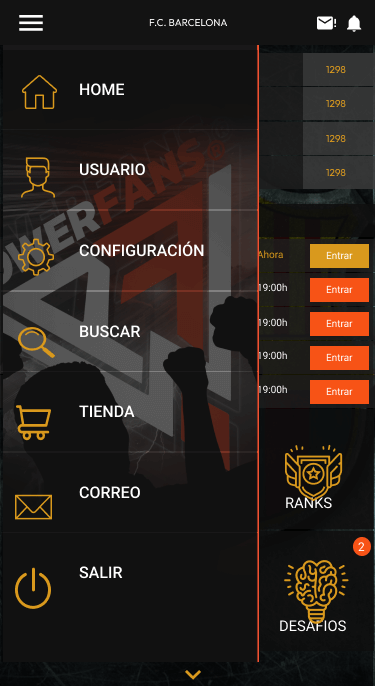 F.C. BARCELONA
!
HOME
USUARIO
CONFIGURACIÓN
BUSCAR
TIENDA
CORREO
SALIR
1298
1298
1298
1298
Ahora Entrar
19:00h Entrar
19:00h Entrar
19:00h Entrar
19:00h Entrar
RANKS
2
DESAFIOS